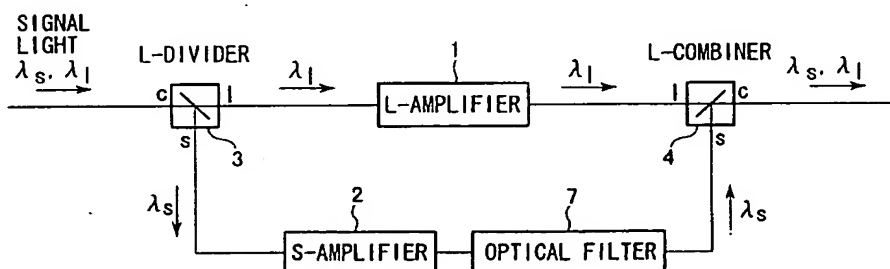 SIGNAL
LIGHT
λs, λl
L-DIVIDER
c
l
s
3
λl
1
L-AMPLIFIER
λl
L-COMBINER
l
c
s
4
λs, λl
λs
2
S-AMPLIFIER
7
OPTICAL FILTER
λs